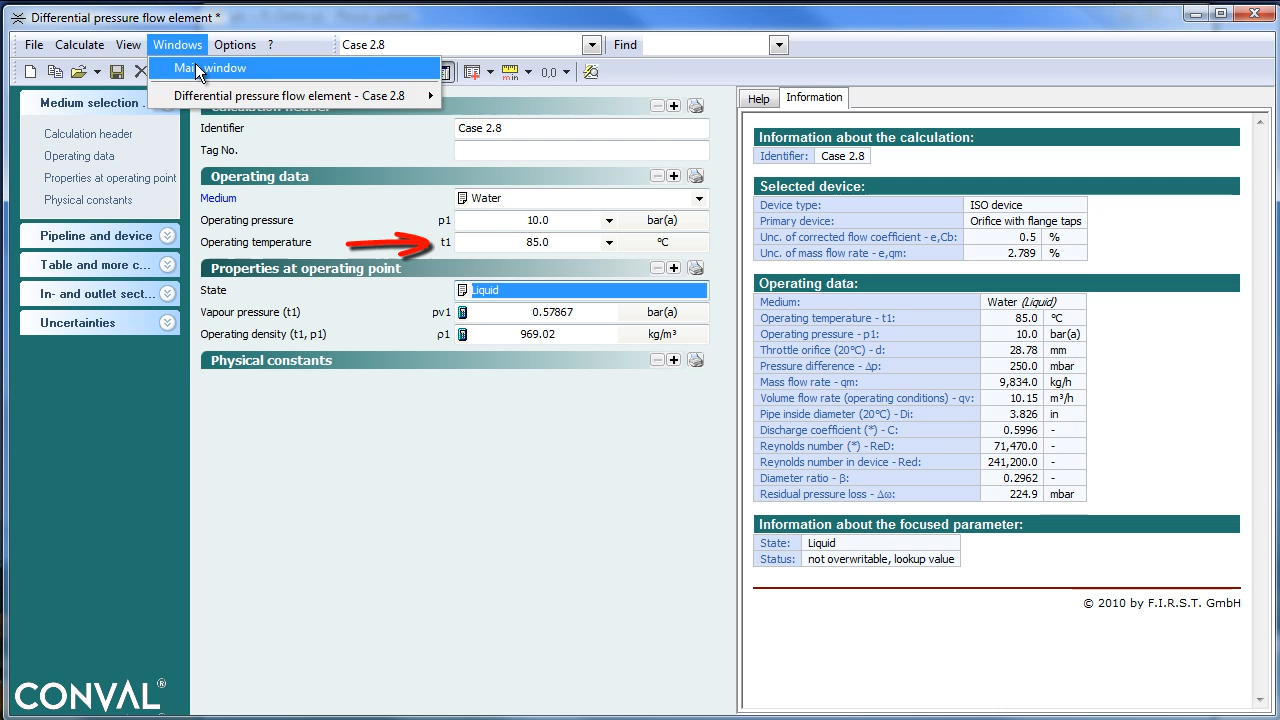 Differential pressure flow element *
File Calculate View Windows Options ? Case 2.8 Find
Main window
Differential pressure flow element - Case 2.8
0.0
Medium selection ...
Calculation header
Operating data
Properties at operating point
Physical constants
Pipeline and device
Table and more c...
In- and outlet sect...
Uncertainties
CONVAL®
Calculation header
Identifier Case 2.8
Tag No.
Operating data
Medium Water
Operating pressure p1 10.0 bar(a)
Operating temperature t1 85.0 °C
Properties at operating point
State Liquid
Vapour pressure (t1) pv1 0.57867 bar(a)
Operating density (t1, p1) ρ1 969.02 kg/m³
Physical constants
Help Information
Information about the calculation:
Identifier: Case 2.8
Selected device:
Device type: ISO device
Primary device: Orifice with flange taps
Unc. of corrected flow coefficient - e,Cb: 0.5 %
Unc. of mass flow rate - e,qm: 2.789 %
Operating data:
Medium: Water (Liquid)
Operating temperature - t1: 85.0 °C
Operating pressure - p1: 10.0 bar(a)
Throttle orifice (20°C) - d: 28.78 mm
Pressure difference - Δp: 250.0 mbar
Mass flow rate - qm: 9,834.0 kg/h
Volume flow rate (operating conditions) - qv: 10.15 m³/h
Pipe inside diameter (20°C) - Di: 3.826 in
Discharge coefficient (*) - C: 0.5996 -
Reynolds number (*) - ReD: 71,470.0 -
Reynolds number in device - Red: 241,200.0 -
Diameter ratio - β: 0.2962 -
Residual pressure loss - Δω: 224.9 mbar
Information about the focused parameter:
State: Liquid
Status: not overwritable, lookup value
© 2010 by F.I.R.S.T. GmbH